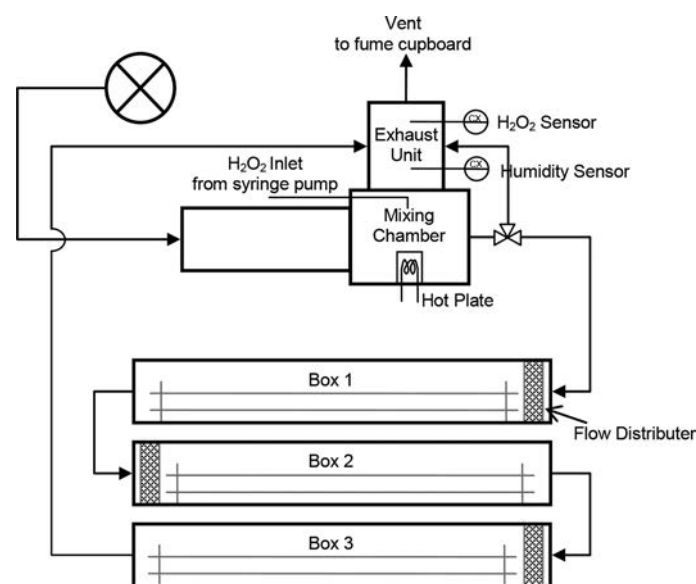 Vent
to fume cupboard
CX
H₂O₂ Sensor
Exhaust
Unit
H₂O₂ Inlet
from syringe pump
CX
Humidity Sensor
Mixing
Chamber
Hot Plate
Box 1
Flow Distributer
Box 2
Box 3